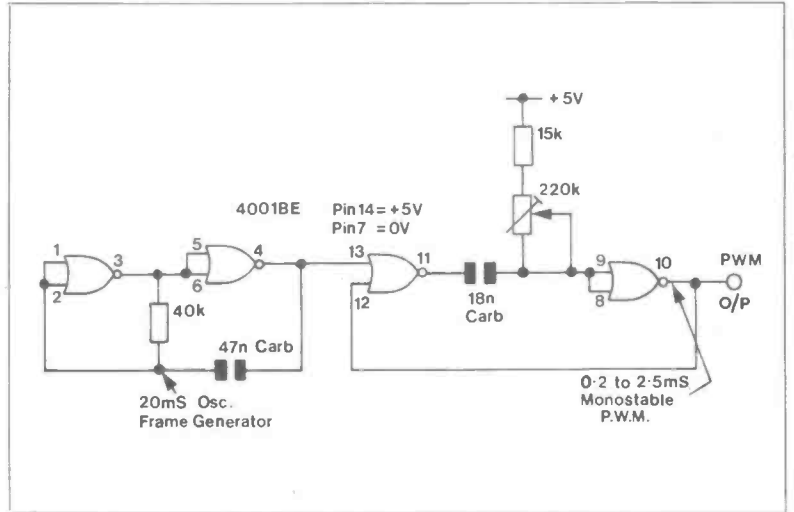 +5V
15k
220k
4001BE
Pin14=+5V
Pin7 =0V
1
2
3
5
6
4
13
12
11
9
8
10
PWM
O/P
40k
18n
Carb
47n Carb
20mS Osc.
Frame Generator
0·2 to 2·5mS
Monostable
P.W.M.